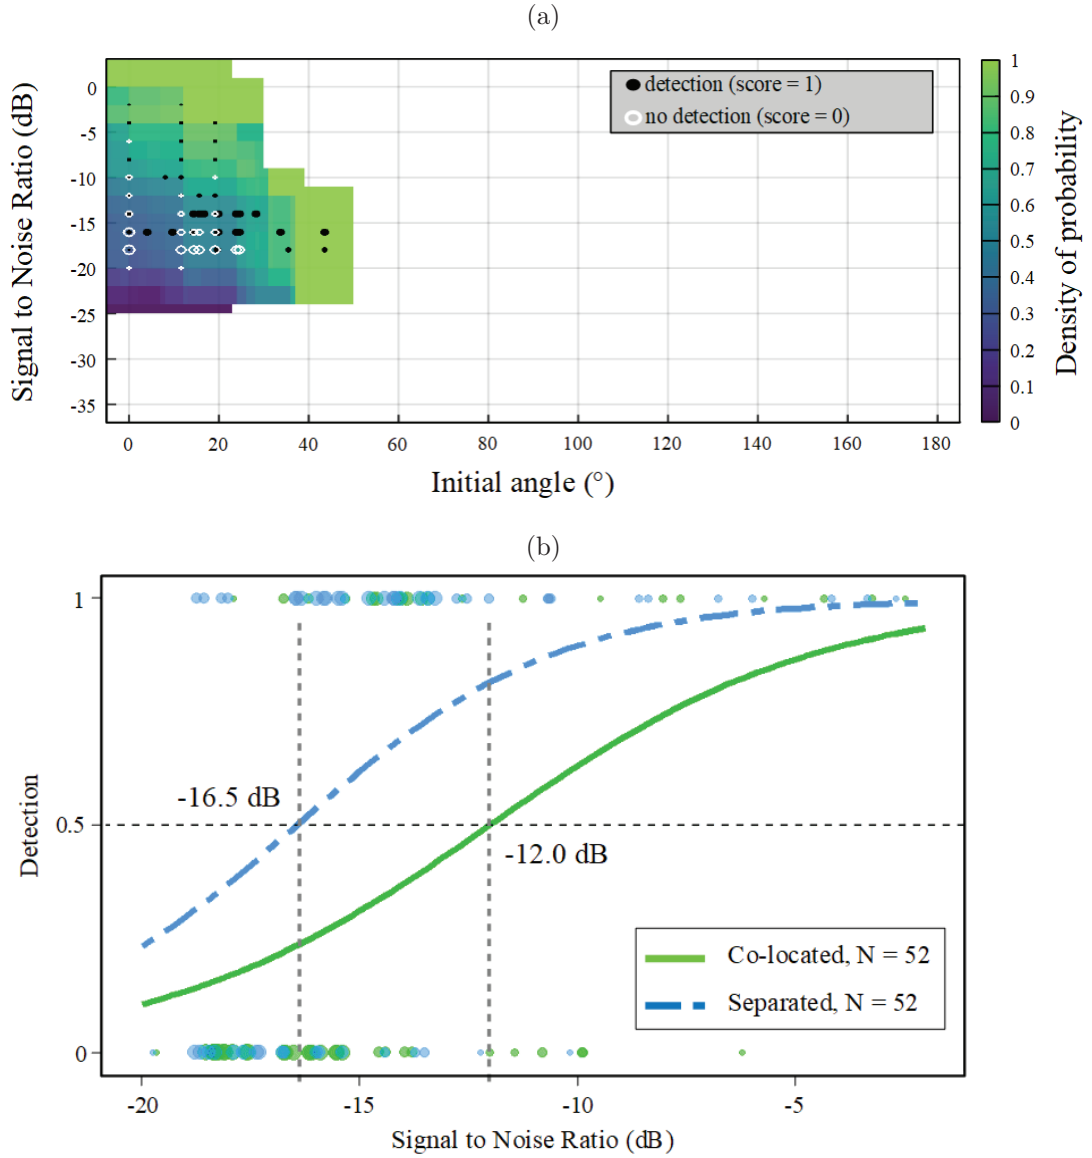 (a)
Signal to Noise Ratio (dB)
0
-5
-10
-15
-20
-25
-30
-35
detection (score = 1)
no detection (score = 0)
0 20 40 60 80 100 120 140 160 180
Initial angle (°)
1
0.9
0.8
0.7
0.6
0.5
0.4
0.3
0.2
0.1
0
Density of probability
(b)
Detection
1
0.5
0
-16.5 dB
-12.0 dB
Co-located, N = 52
Separated, N = 52
-20 -15 -10 -5
Signal to Noise Ratio (dB)